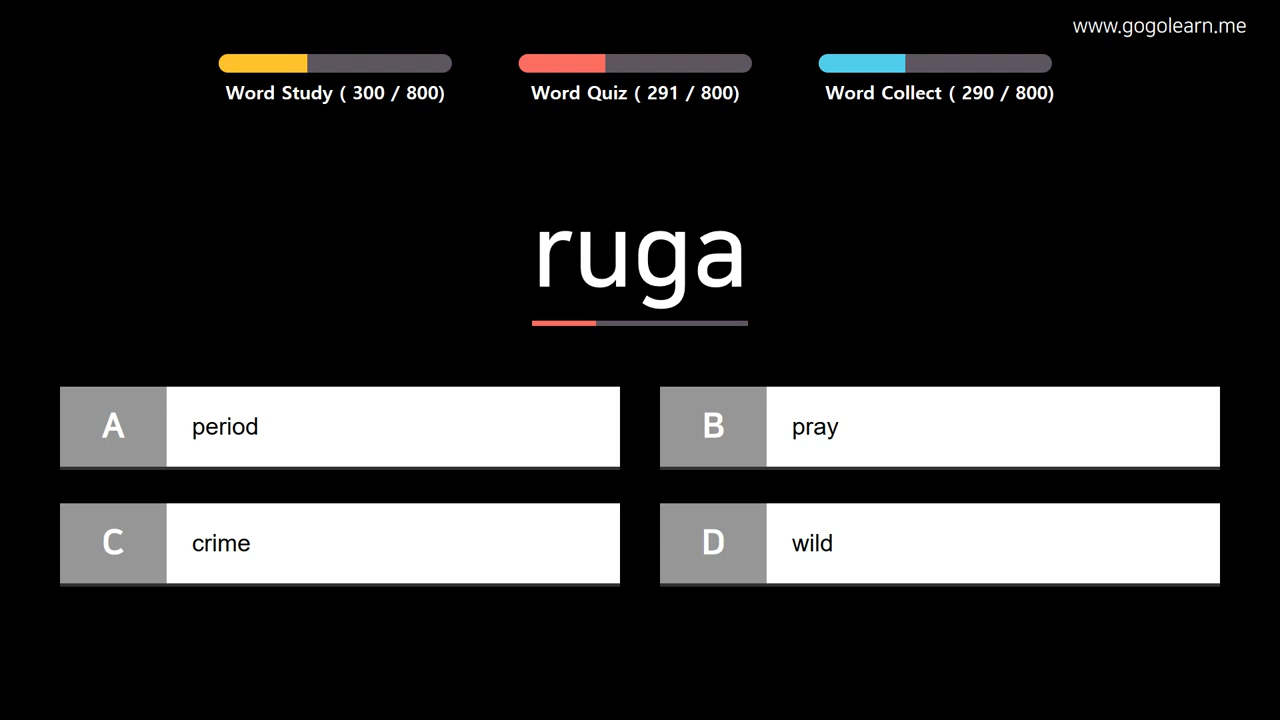 www.gogolearn.me
Word Study ( 300 / 800)
Word Quiz ( 291 / 800)
Word Collect ( 290 / 800)
ruga
A period
B pray
C crime
D wild